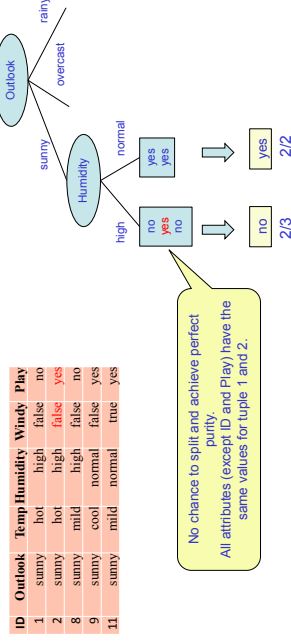 ID Outlook Temp Humidity Windy Play
1 sunny hot high false no
2 sunny hot high false yes
8 sunny mild high false no
9 sunny cool normal false yes
11 sunny mild normal true yes
Outlook
sunny
overcast
rainy
Humidity
high
normal
no
yes
no
yes
yes
no
yes
2/3
2/2
No chance to split and achieve perfect
purity.
All attributes (except ID and Play) have the
same values for tuple 1 and 2.